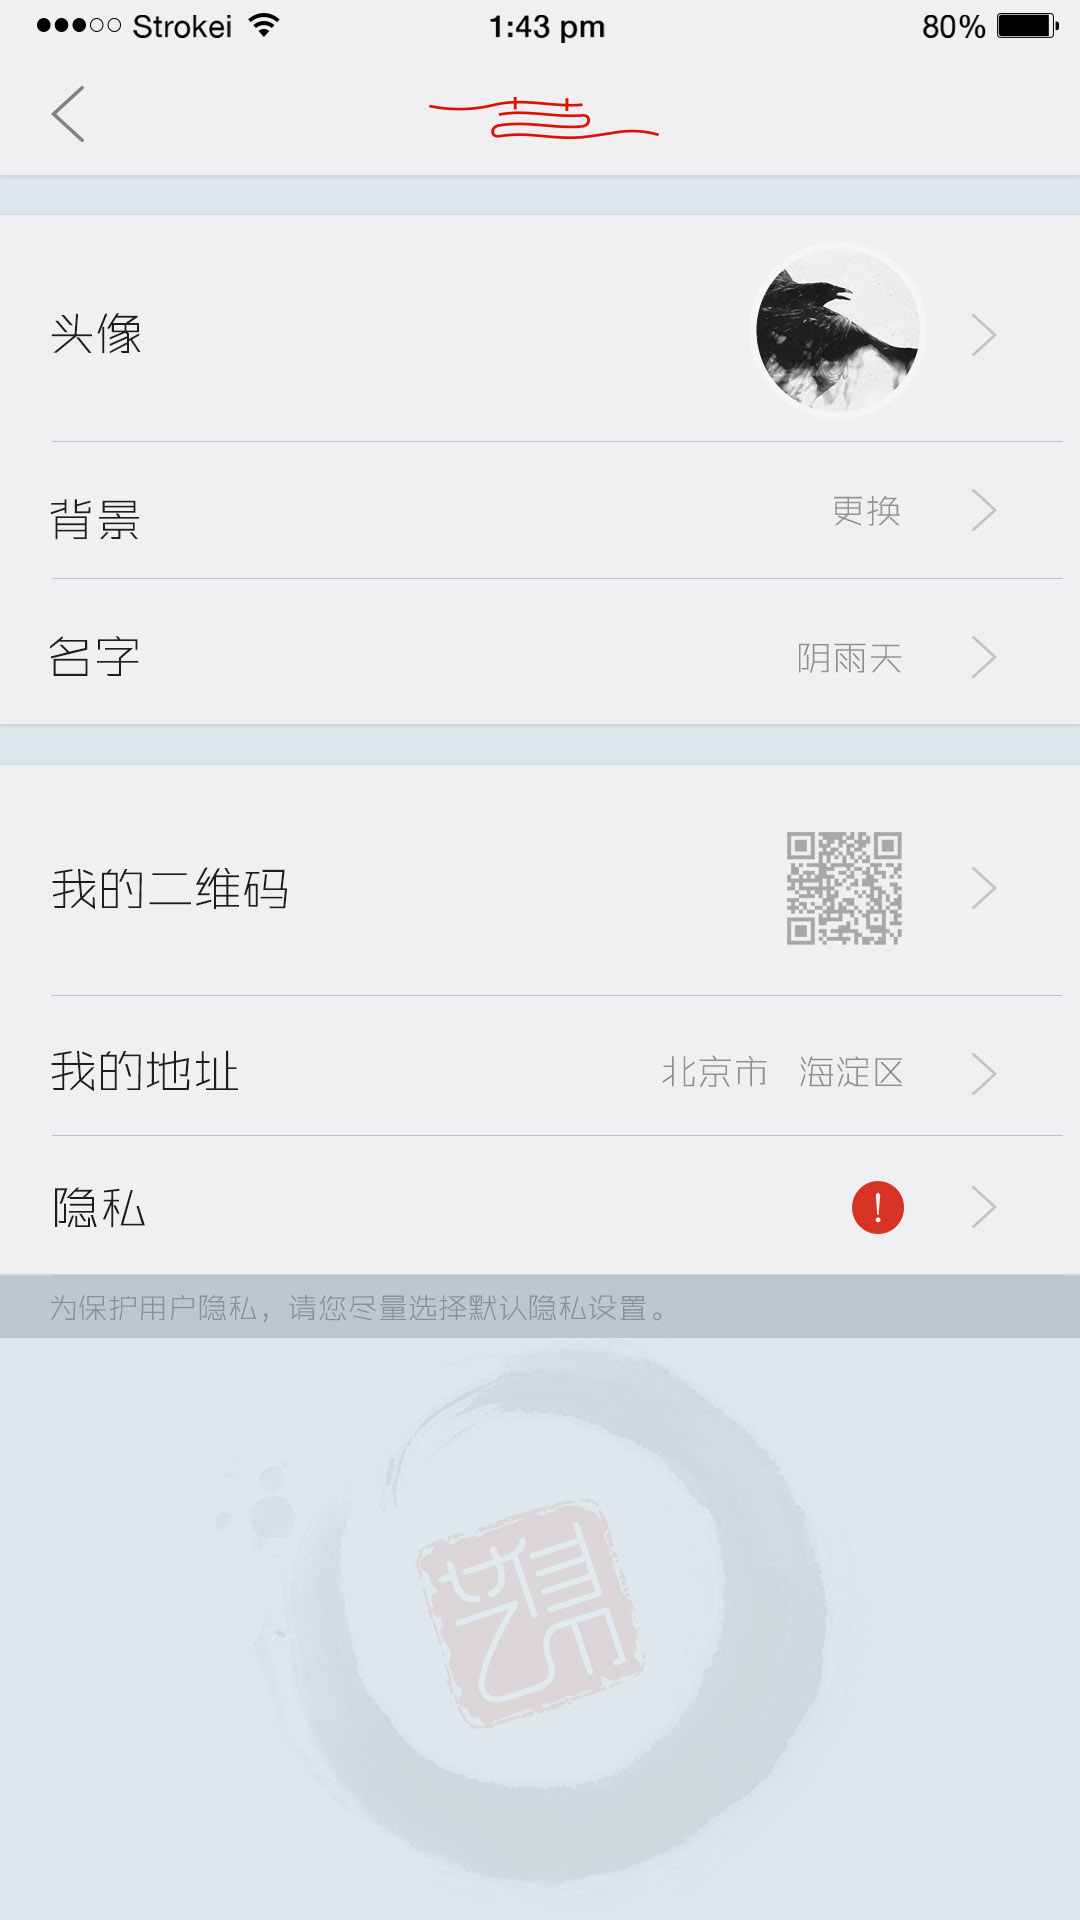 Strokei 1:43 pm 80%
头像
背景 更换
名字 阴雨天
我的二维码
我的地址 北京市 海淀区
隐私 !
为保护用户隐私，请您尽量选择默认隐私设置。